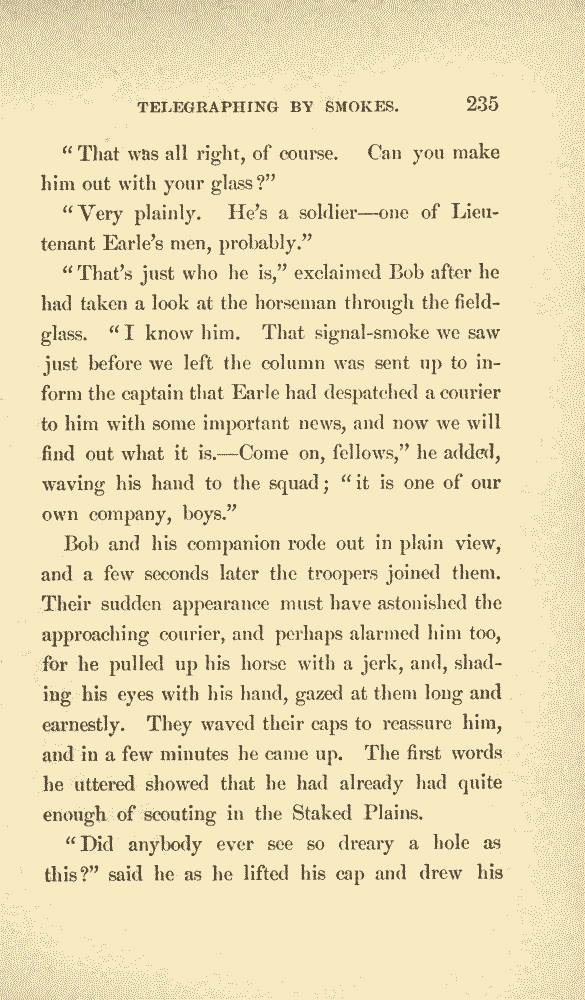 TELEGRAPHING BY SMOKES. 235
“That was all right, of course. Can you make
him out with your glass?”
“Very plainly. He’s a soldier—one of Lieu-
tenant Earle’s men, probably.”
“That’s just who he is,” exclaimed Bob after he
had taken a look at the horseman through the field-
glass. “I know him. That signal-smoke we saw
just before we left the column was sent up to in-
form the captain that Earle had despatched a courier
to him with some important news, and now we will
find out what it is.—Come on, fellows,” he added,
waving his hand to the squad; “it is one of our
own company, boys.”
Bob and his companion rode out in plain view,
and a few seconds later the troopers joined them.
Their sudden appearance must have astonished the
approaching courier, and perhaps alarmed him too,
for he pulled up his horse with a jerk, and, shad-
ing his eyes with his hand, gazed at them long and
earnestly. They waved their caps to reassure him,
and in a few minutes he came up. The first words
he uttered showed that he had already had quite
enough of scouting in the Staked Plains.
“Did anybody ever see so dreary a hole as
this?” said he as he lifted his cap and drew his